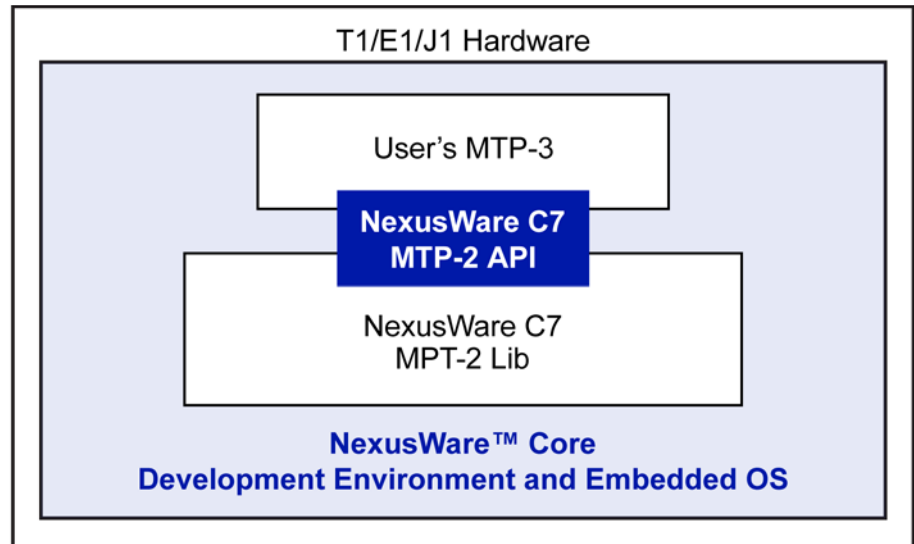 T1/E1/J1 Hardware
User's MTP-3
NexusWare C7
MTP-2 API
NexusWare C7
MPT-2 Lib
NexusWare™ Core
Development Environment and Embedded OS